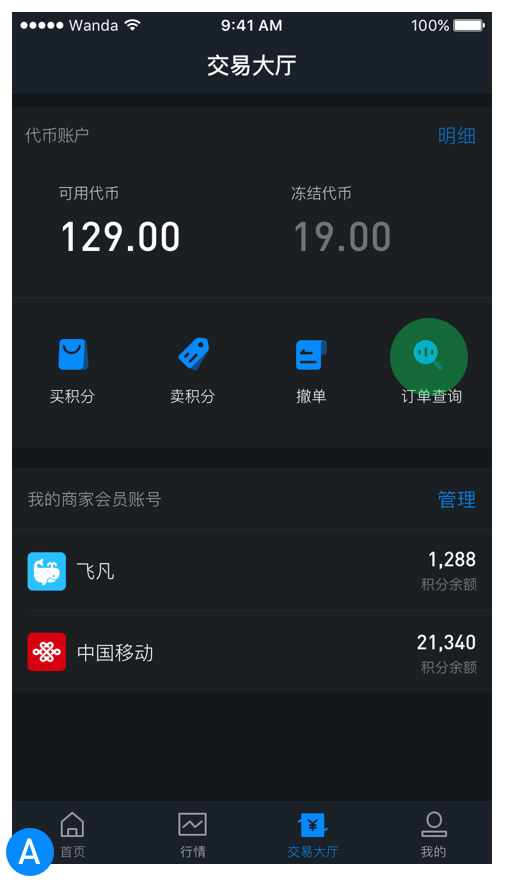 Wanda 9:41 AM 100%
交易大厅
代币账户 明细
可用代币 冻结代币
129.00 19.00
买积分 卖积分 撤单 订单查询
我的商家会员账号 管理
飞凡 1,288
积分余额
中国移动 21,340
积分余额
¥
首页 行情 交易大厅 我的
A